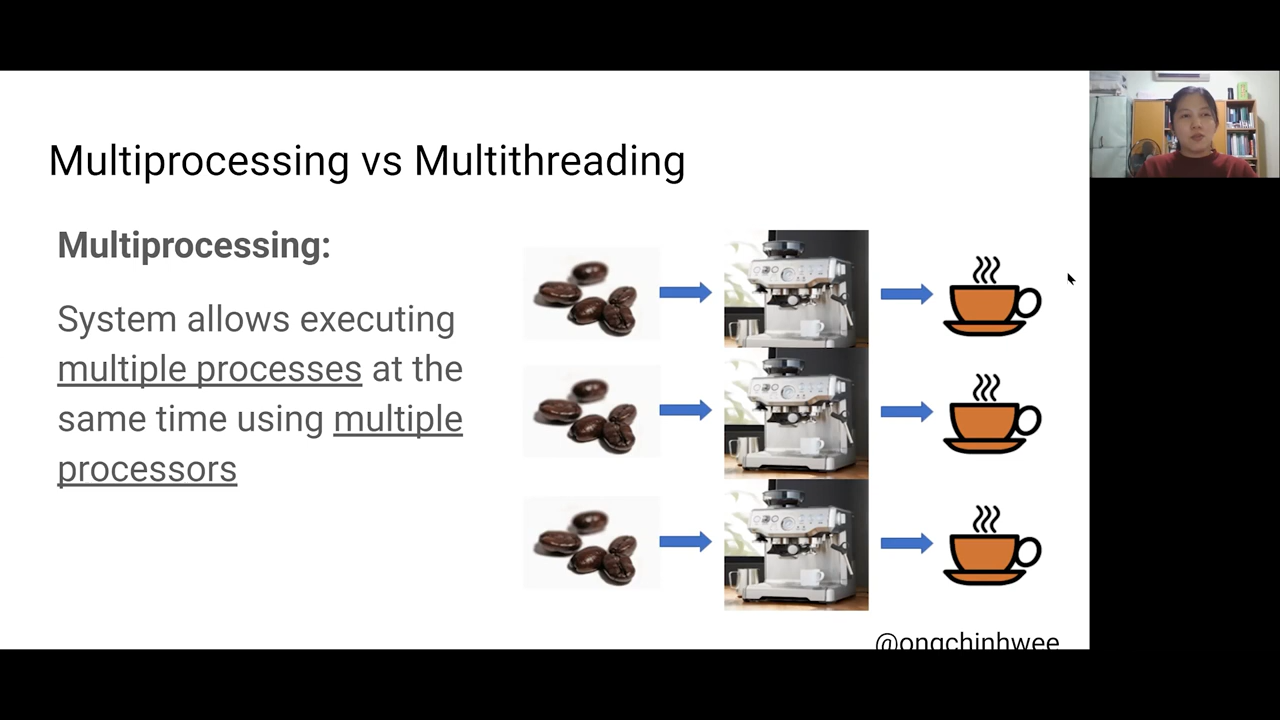 Multiprocessing vs Multithreading
Multiprocessing:
System allows executing
multiple processes at the
same time using multiple
processors
@ongchinhwee